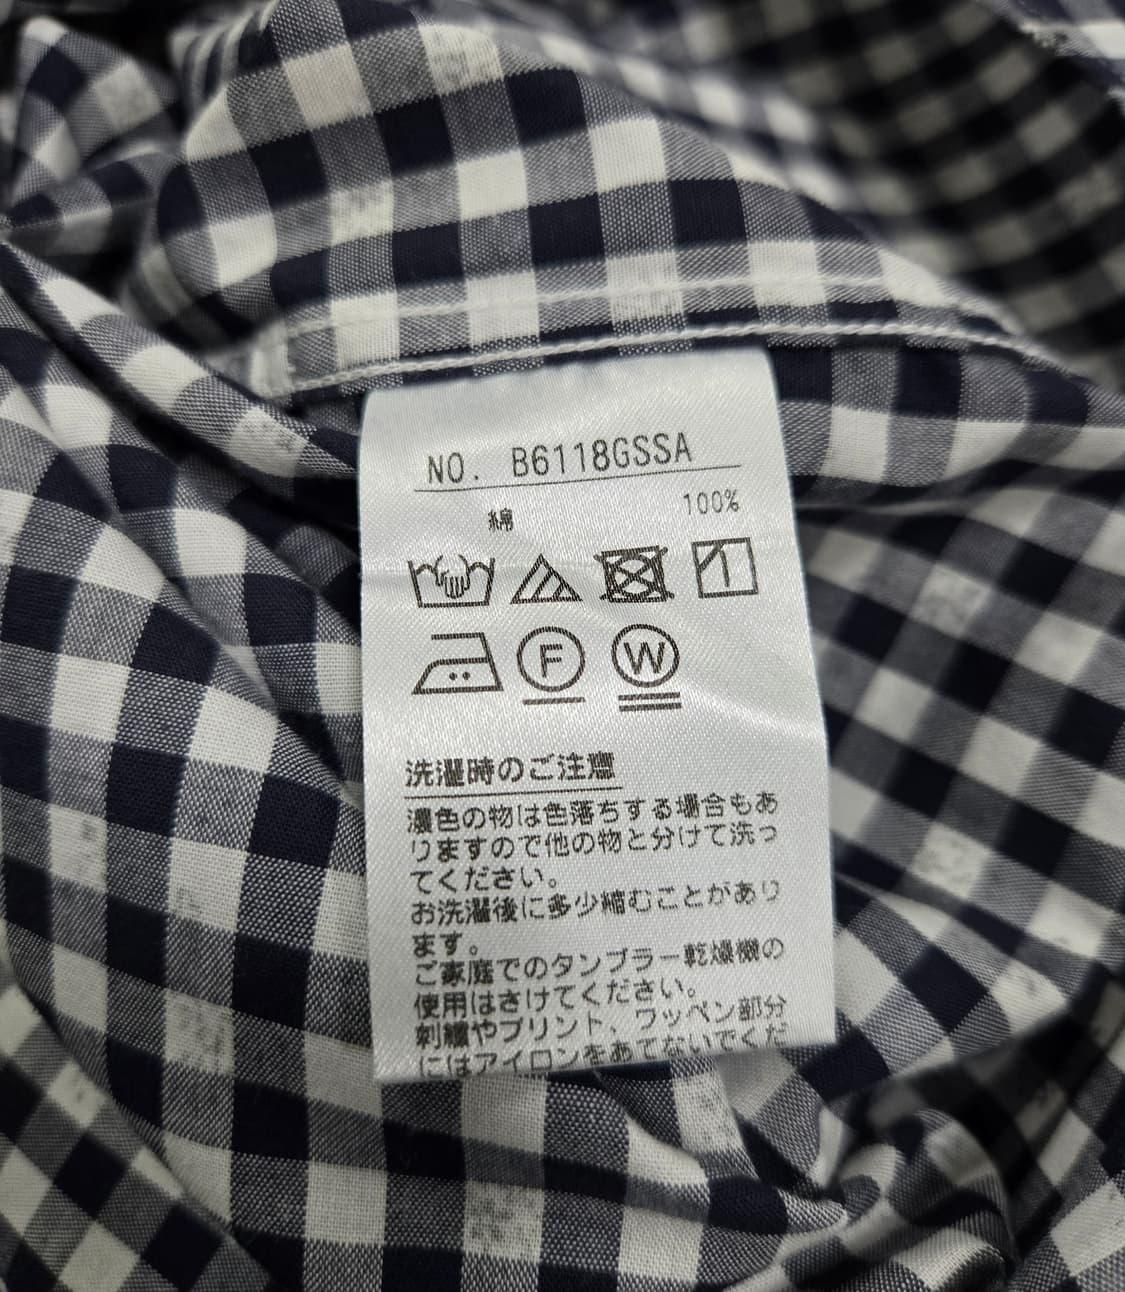 NO. B6118GSSA
綿 100%
F W
洗濯時のご注意
濃色の物は色落ちする場合もあ
りますので他の物と分けて洗っ
てください。
お洗濯後に多少縮むことがあり
ます。
ご家庭でのタンブラー乾燥機の
使用はさけてください。
刺繍やプリント、ワッペン部分
にはアイロンをあてないでくだ